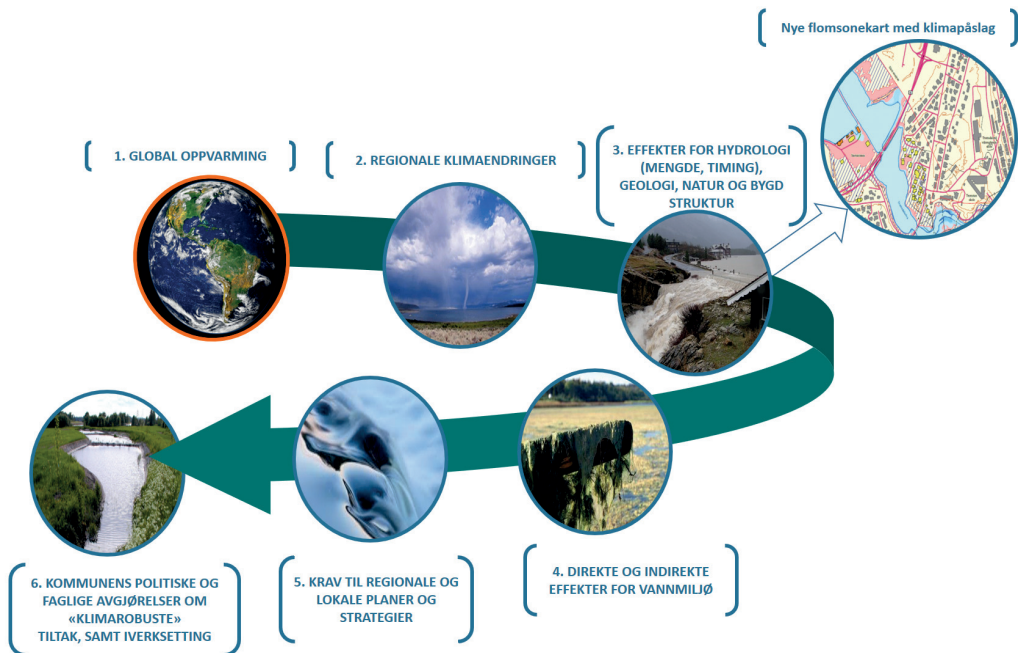 Nye flomsonekart med klimapåslag
1. GLOBAL OPPVARMING
2. REGIONALE KLIMAENDRINGER
3. EFFEKTER FOR HYDROLOGI
(MENGDE, TIMING),
GEOLOGI, NATUR OG BYGD
STRUKTUR
4. DIREKTE OG INDIREKTE
EFFEKTER FOR VANNMILJØ
5. KRAV TIL REGIONALE OG
LOKALE PLANER OG
STRATEGIER
6. KOMMUNENS POLITISKE OG
FAGLIGE AVGJØRELSER OM
«KLIMAROBUSTE»
TILTAK, SAMT IVERKSETTING